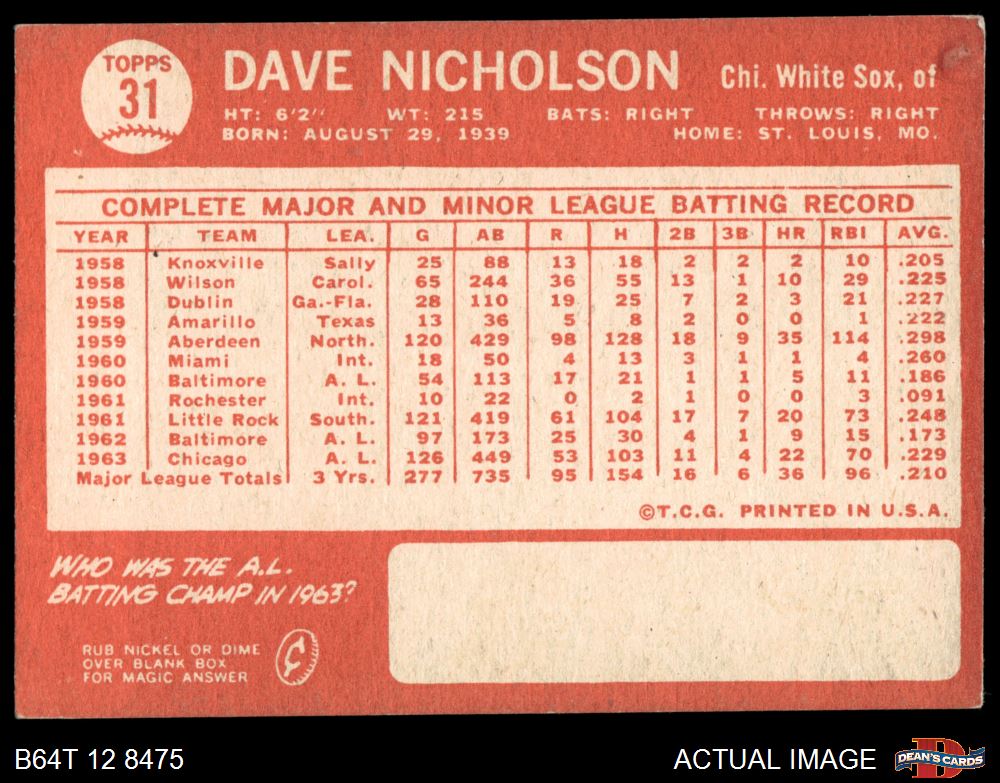 TOPPS
31
DAVE NICHOLSON Chi. White Sox, of
HT: 6'2" WT: 215 BATS: RIGHT THROWS: RIGHT
BORN: AUGUST 29, 1939 HOME: ST. LOUIS, MO.
COMPLETE MAJOR AND MINOR LEAGUE BATTING RECORD
YEAR TEAM LEA. G AB R H 2B 3B HR RBI AVG.
1958 Knoxville Sally 25 88 13 18 2 2 2 10 .205
1958 Wilson Carol. 65 244 36 55 13 1 10 29 .225
1958 Dublin Ga.-Fla. 28 110 19 25 7 2 3 21 .227
1959 Amarillo Texas 13 36 5 8 2 0 0 1 .222
1959 Aberdeen North. 120 429 98 128 18 9 35 114 .298
1960 Miami Int. 18 50 4 13 3 1 1 4 .260
1960 Baltimore A. L. 54 113 17 21 1 1 5 11 .186
1961 Rochester Int. 10 22 0 2 1 0 0 3 .091
1961 Little Rock South. 121 419 61 104 17 7 20 73 .248
1962 Baltimore A. L. 97 173 25 30 4 1 9 15 .173
1963 Chicago A. L. 126 449 53 103 11 4 22 70 .229
Major League Totals 3 Yrs. 277 735 95 154 16 6 36 96 .210
©T.C.G. PRINTED IN U.S.A.
WHO WAS THE A.L.
BATTING CHAMP IN 1963?
RUB NICKEL OR DIME
OVER BLANK BOX
FOR MAGIC ANSWER
¢
B64T 12 8475 ACTUAL IMAGE
D
DEAN'S CARDS